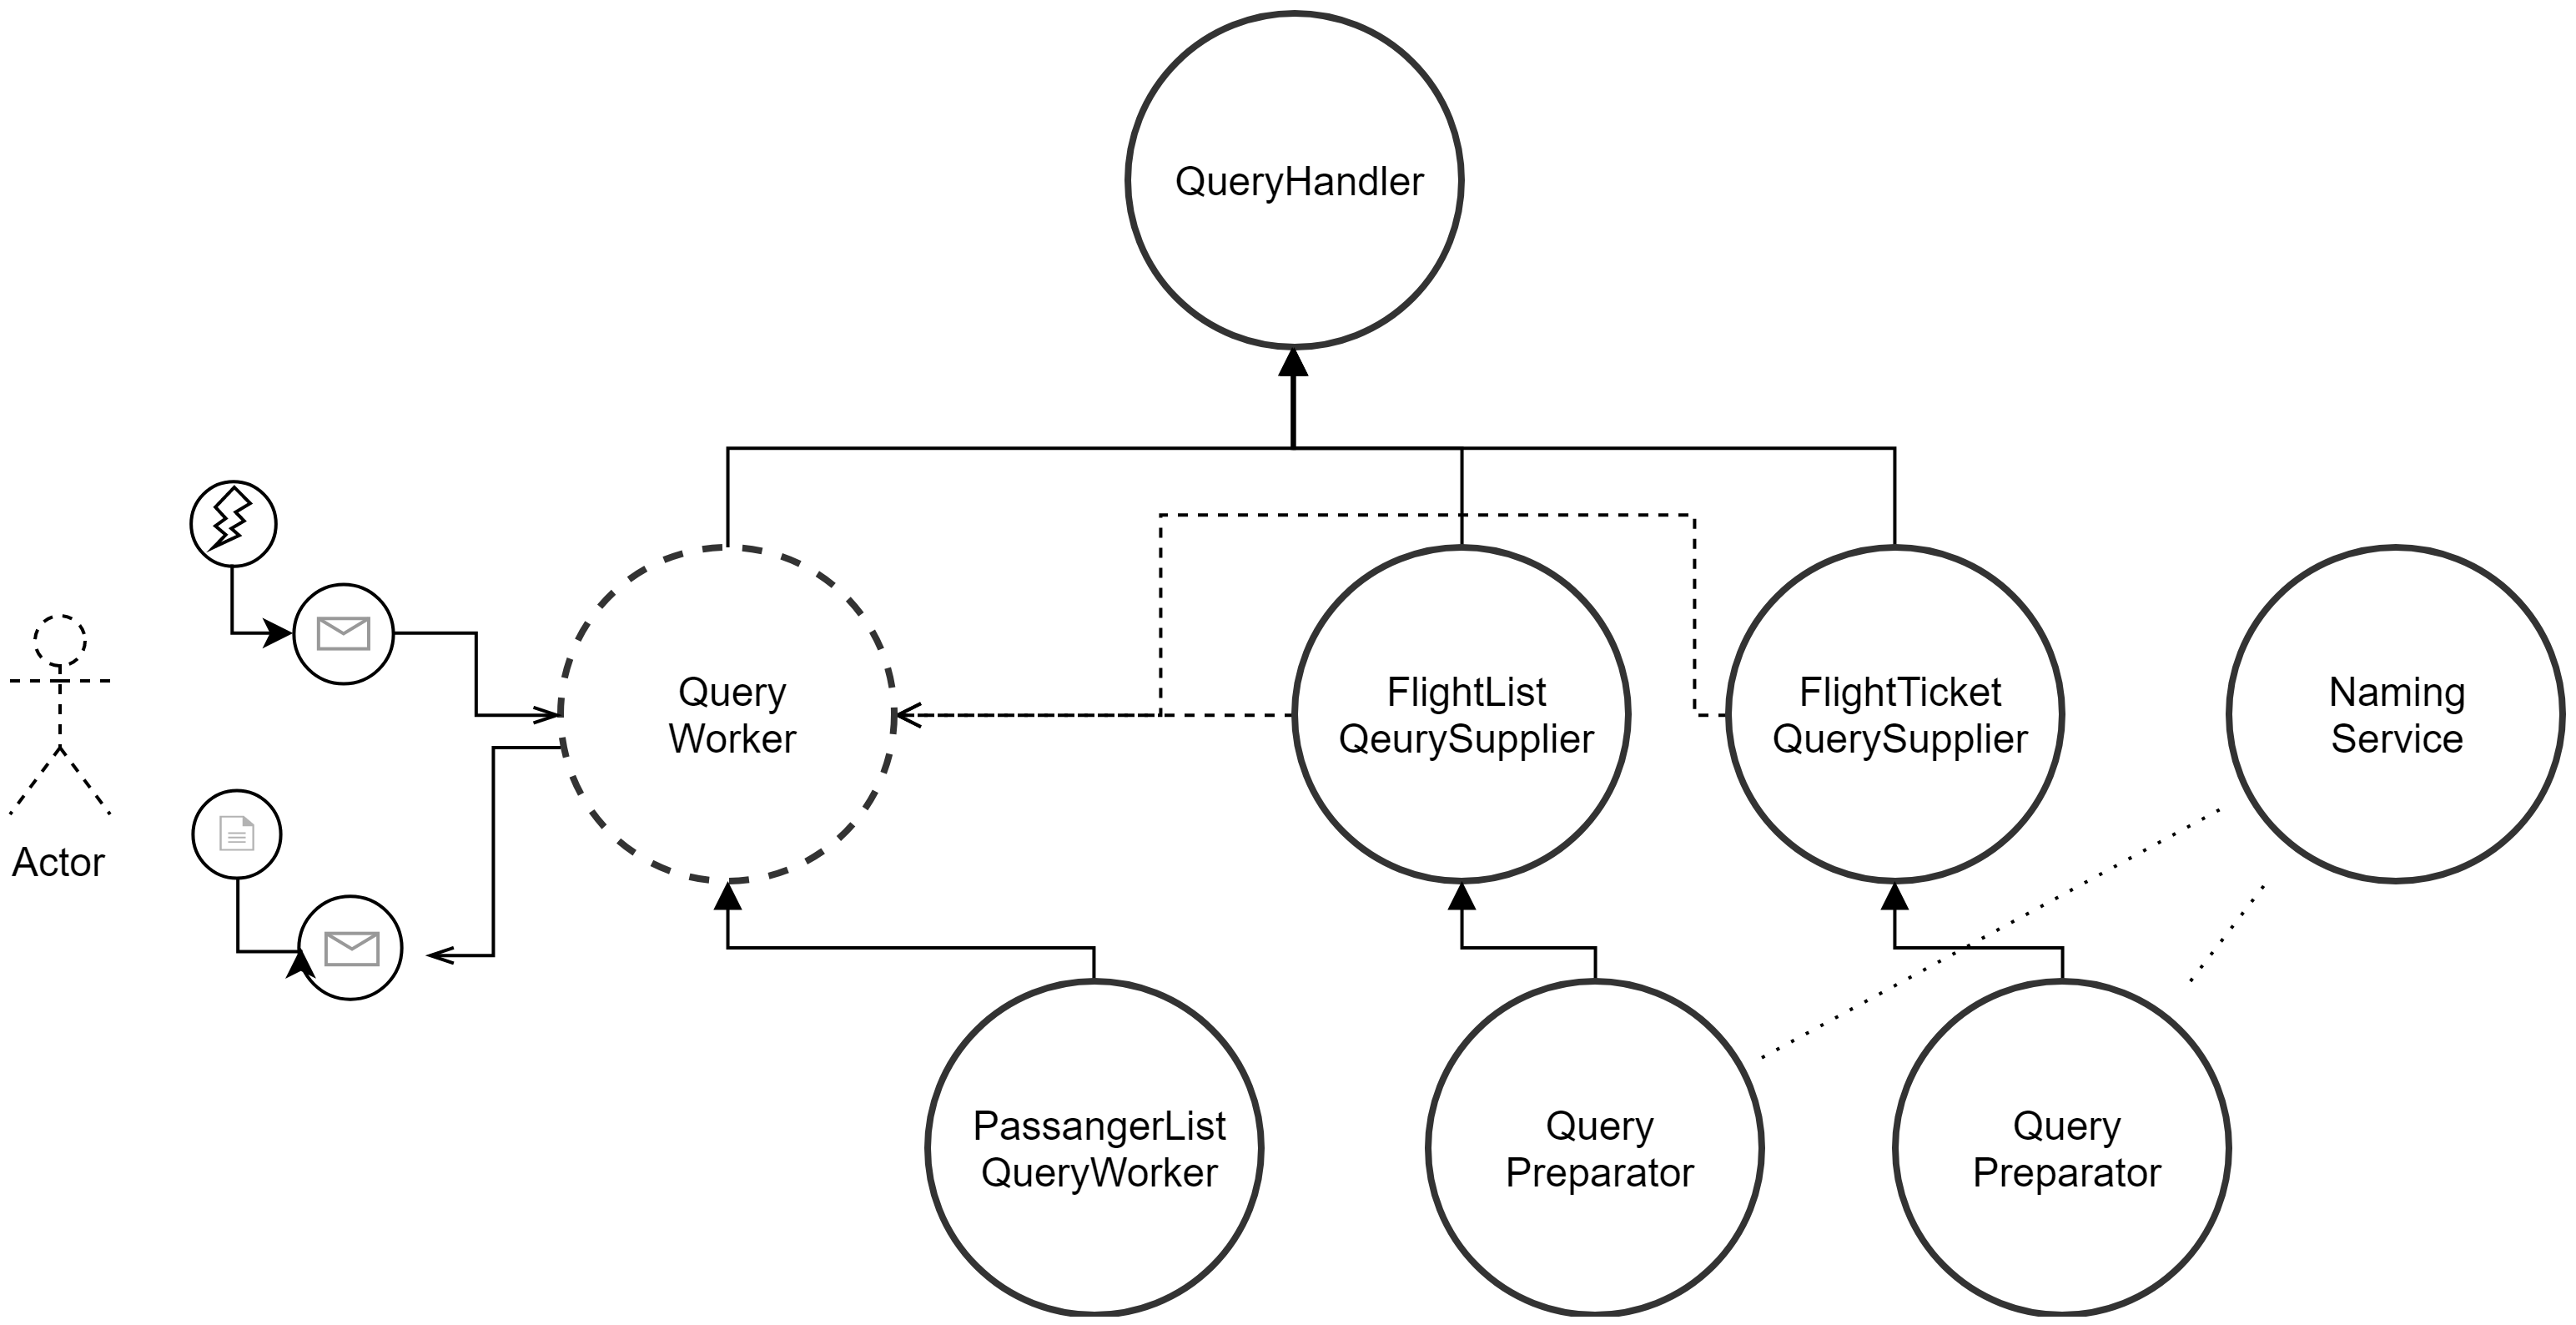 QueryHandler
Actor
Query
Worker
FlightList
QeurySupplier
FlightTicket
QuerySupplier
Naming
Service
PassangerList
QueryWorker
Query
Preparator
Query
Preparator